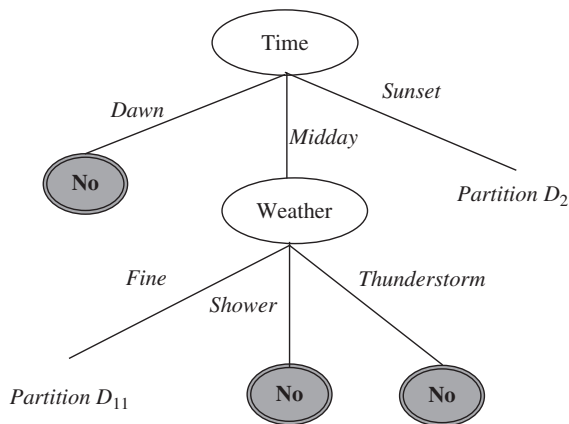 Time
Dawn
Sunset
Midday
No
Partition D₂
Weather
Fine
Thunderstorm
Shower
Partition D₁₁
No
No